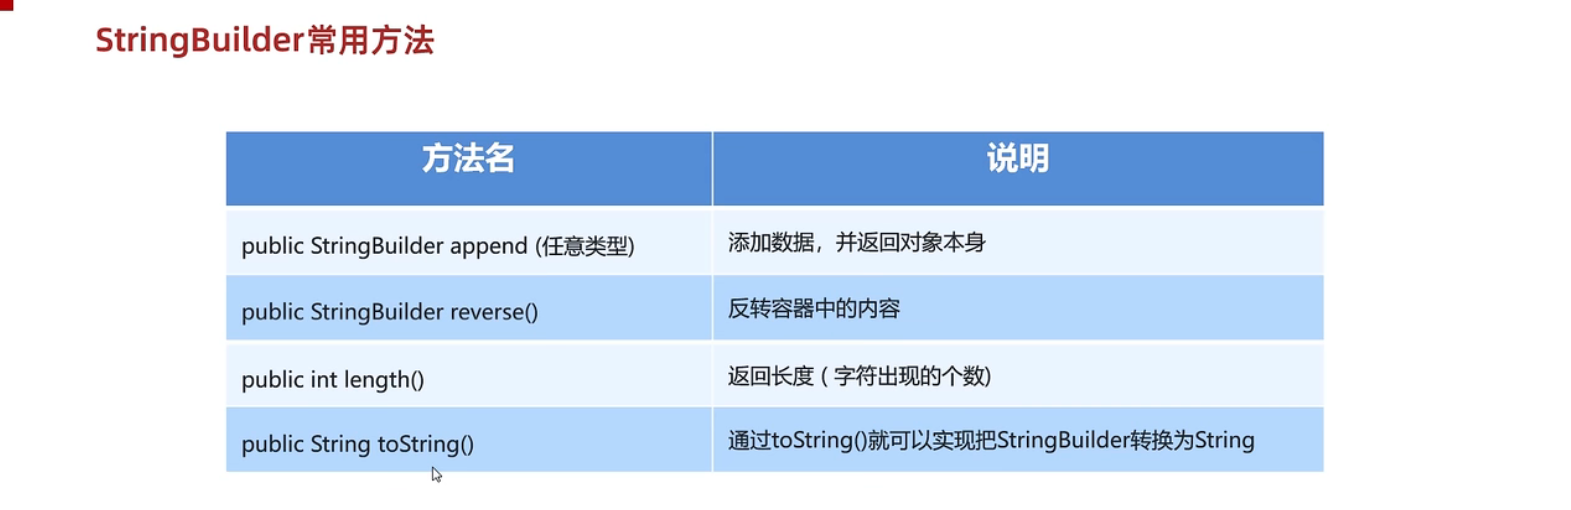 StringBuilder常用方法
方法名 说明
public StringBuilder append (任意类型) 添加数据，并返回对象本身
public StringBuilder reverse() 反转容器中的内容
public int length() 返回长度 ( 字符出现的个数)
public String toString() 通过toString()就可以实现把StringBuilder转换为String